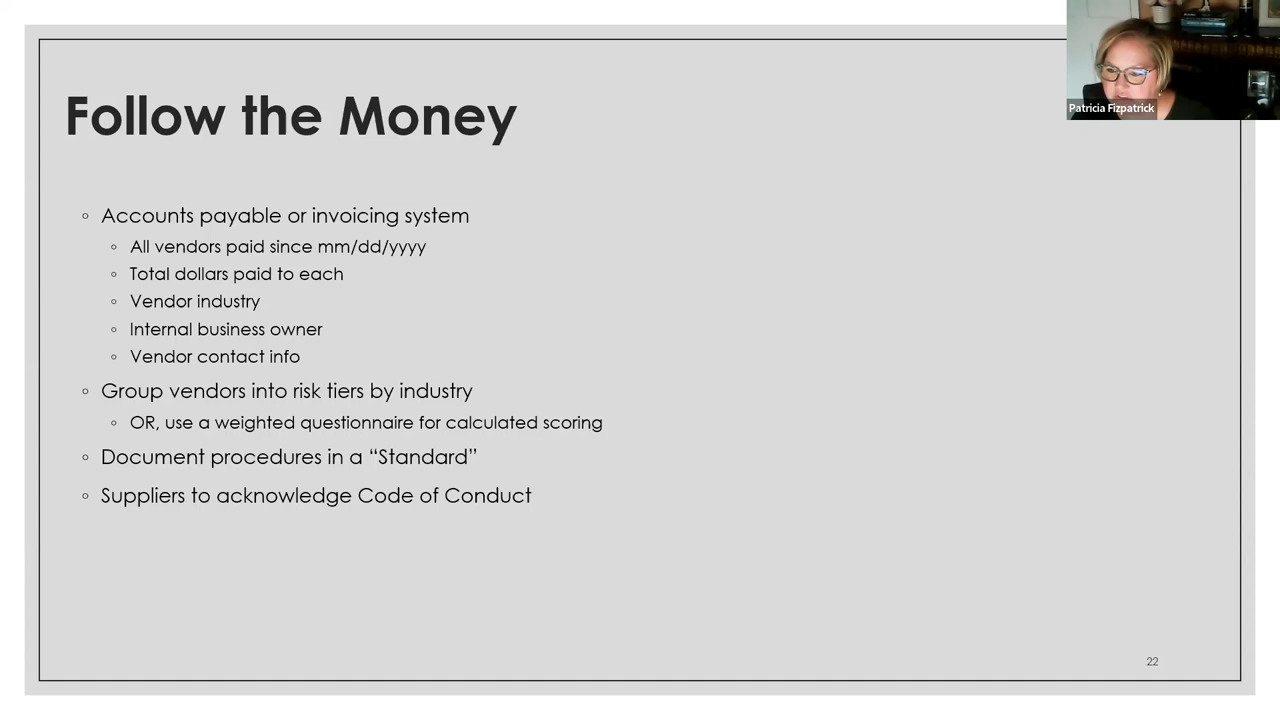 Patricia Fizpatrick
Follow the Money
◦ Accounts payable or invoicing system
◦ All vendors paid since mm/dd/yyyy
◦ Total dollars paid to each
◦ Vendor industry
◦ Internal business owner
◦ Vendor contact info
◦ Group vendors into risk tiers by industry
◦ OR, use a weighted questionnaire for calculated scoring
◦ Document procedures in a “Standard”
◦ Suppliers to acknowledge Code of Conduct
22